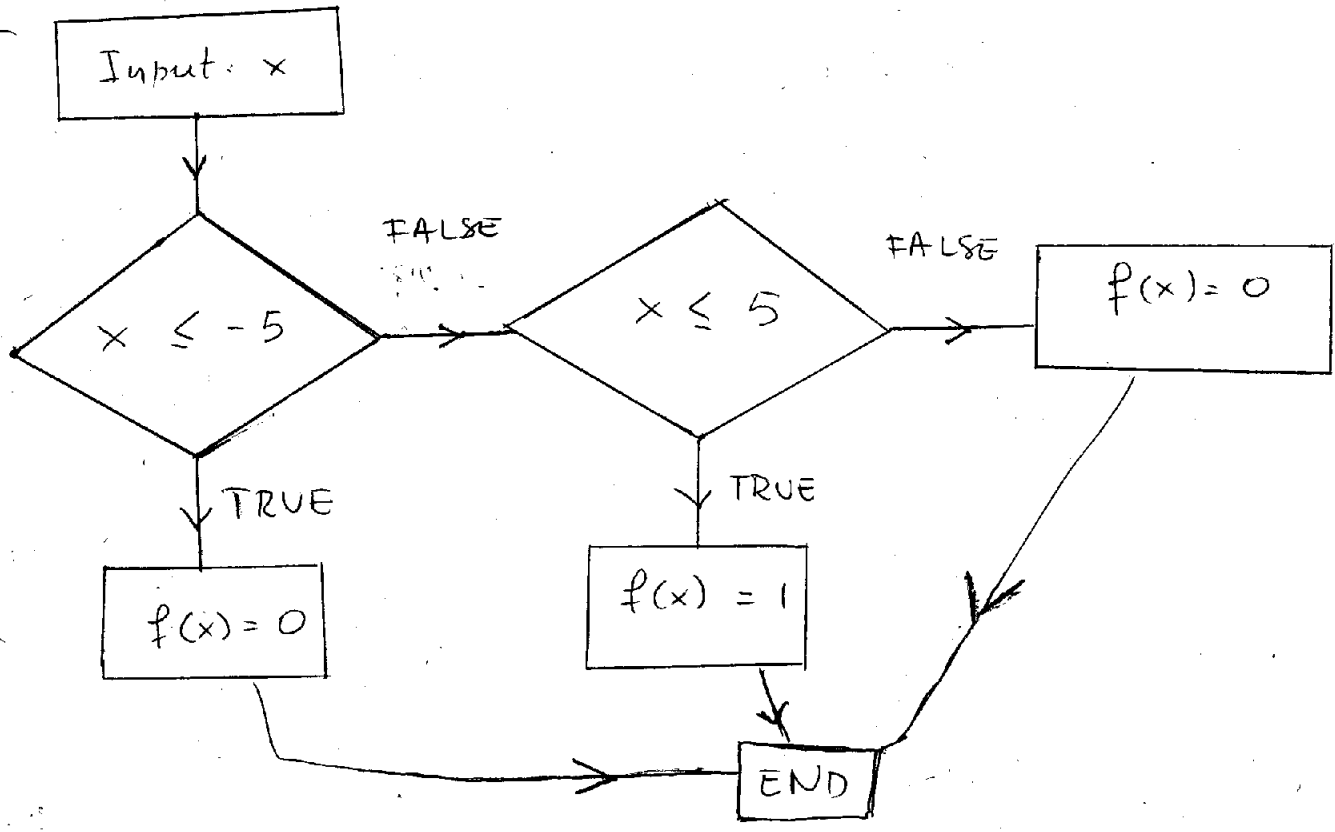 Input: x
x ≤ -5
FALSE
x ≤ 5
FALSE
f(x) = 0
TRUE
f(x) = 0
TRUE
f(x) = 1
END